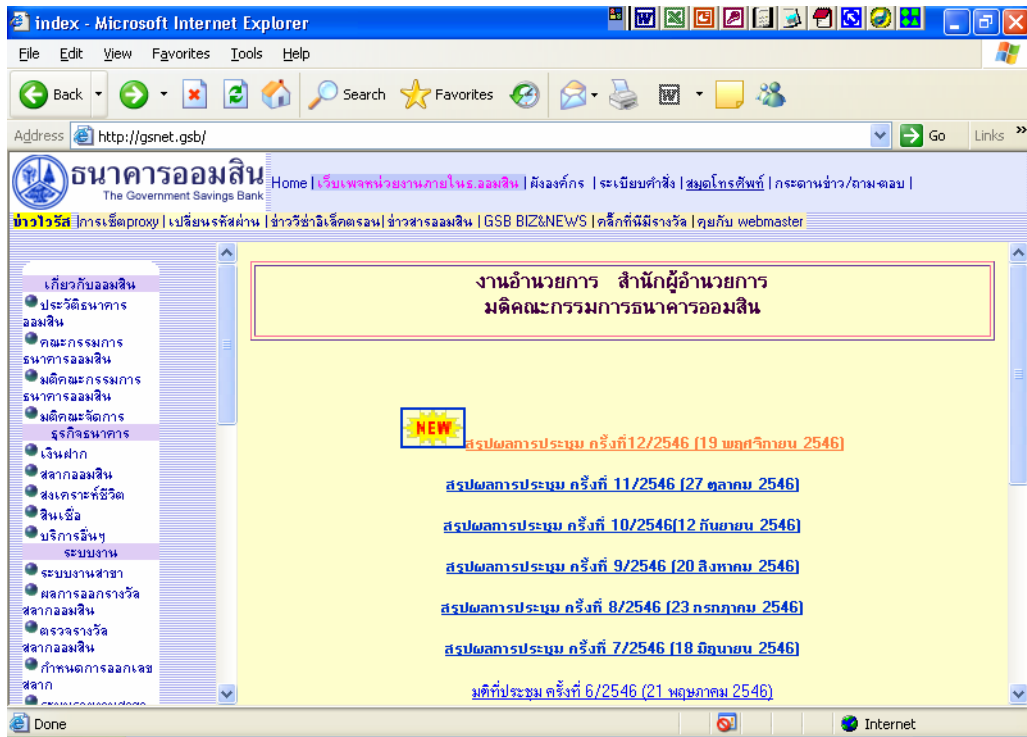 index - Microsoft Internet Explorer
File Edit View Favorites Tools Help
Back Search Favorites
Address http://gsnet.gsb/ Go Links »
ธนาคารออมสิน
The Government Savings Bank
Home | เว็บเพจหน่วยงานภายในธ.ออมสิน | ผังองค์กร | ระเบียบคำสั่ง | สมุดโทรศัพท์ | กระดานข่าว/ถาม-ตอบ |
ข่าวไวรัส |การเซ็ตproxy | เปลี่ยนรหัสผ่าน | ข่าววีซ่าอิเล็คตรอน| ข่าวสารออมสิน | GSB BIZ&NEWS | คลิ๊กที่นี่มีรางวัล | คุยกับ webmaster
เกี่ยวกับออมสิน
ประวัติธนาคาร
ออมสิน
คณะกรรมการ
ธนาคารออมสิน
มติคณะกรรมการ
ธนาคารออมสิน
มติคณะจัดการ
ธุรกิจธนาคาร
เงินฝาก
สลากออมสิน
สงเคราะห์ชีวิต
สินเชื่อ
บริการอื่นๆ
ระบบงาน
ระบบงานสาขา
ผลการออกรางวัล
สลากออมสิน
ตรวจรางวัล
สลากออมสิน
กำหนดการออกเลข
สลาก
งานอำนวยการ สำนักผู้อำนวยการ
มติคณะกรรมการธนาคารออมสิน
NEW สรุปผลการประชุม ครั้งที่12/2546 (19 พฤศจิกายน 2546)
สรุปผลการประชุม ครั้งที่ 11/2546 (27 ตุลาคม 2546)
สรุปผลการประชุม ครั้งที่ 10/2546(12 กันยายน 2546)
สรุปผลการประชุม ครั้งที่ 9/2546 (20 สิงหาคม 2546)
สรุปผลการประชุม ครั้งที่ 8/2546 (23 กรกฎาคม 2546)
สรุปผลการประชุม ครั้งที่ 7/2546 (18 มิถุนายน 2546)
มติที่ประชุม ครั้งที่ 6/2546 (21 พฤษภาคม 2546)
Done Internet